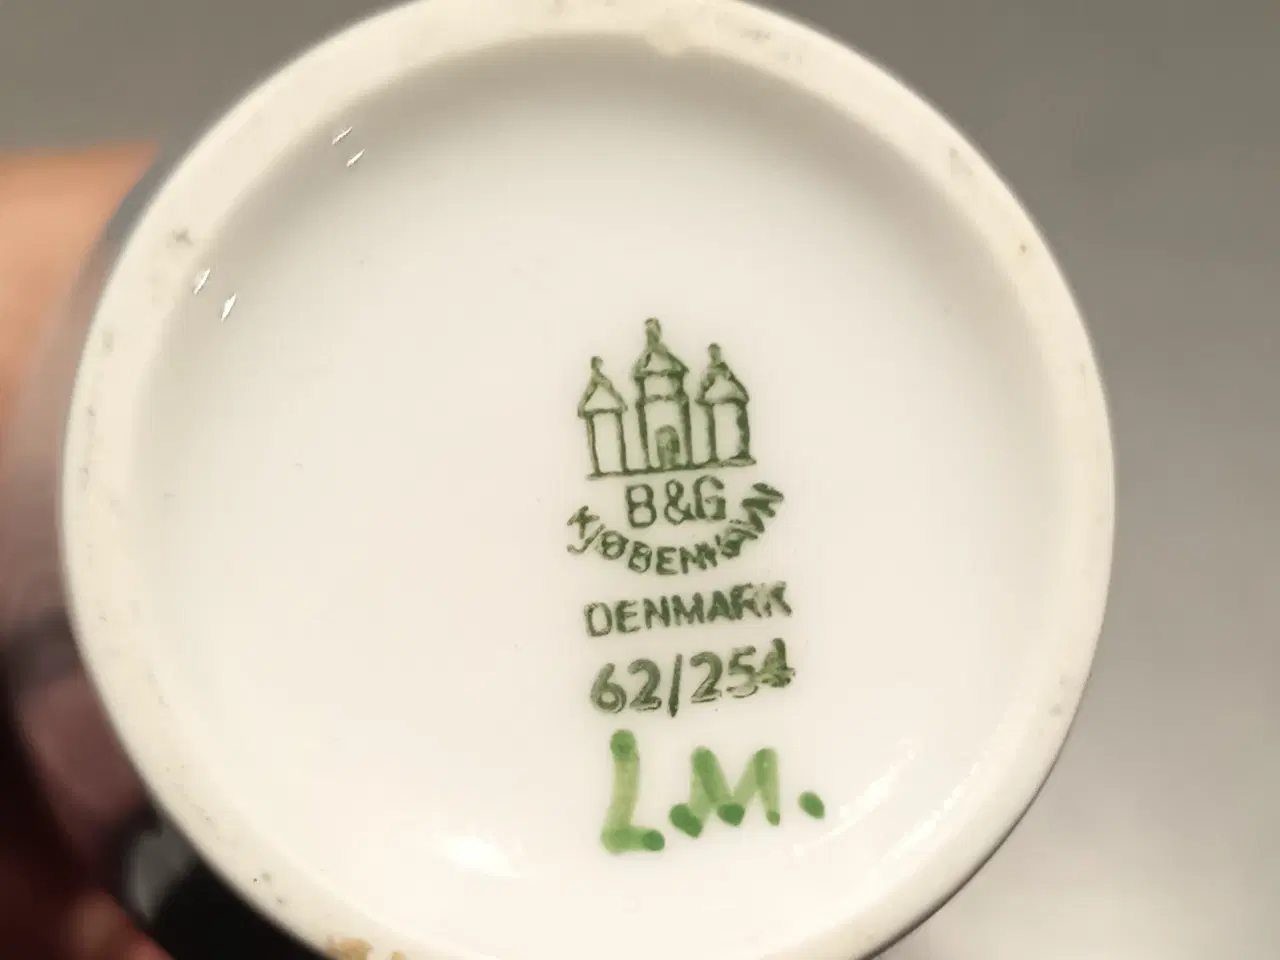 B&G
KJØBENHAVN
DENMARK
62/254
L.M.